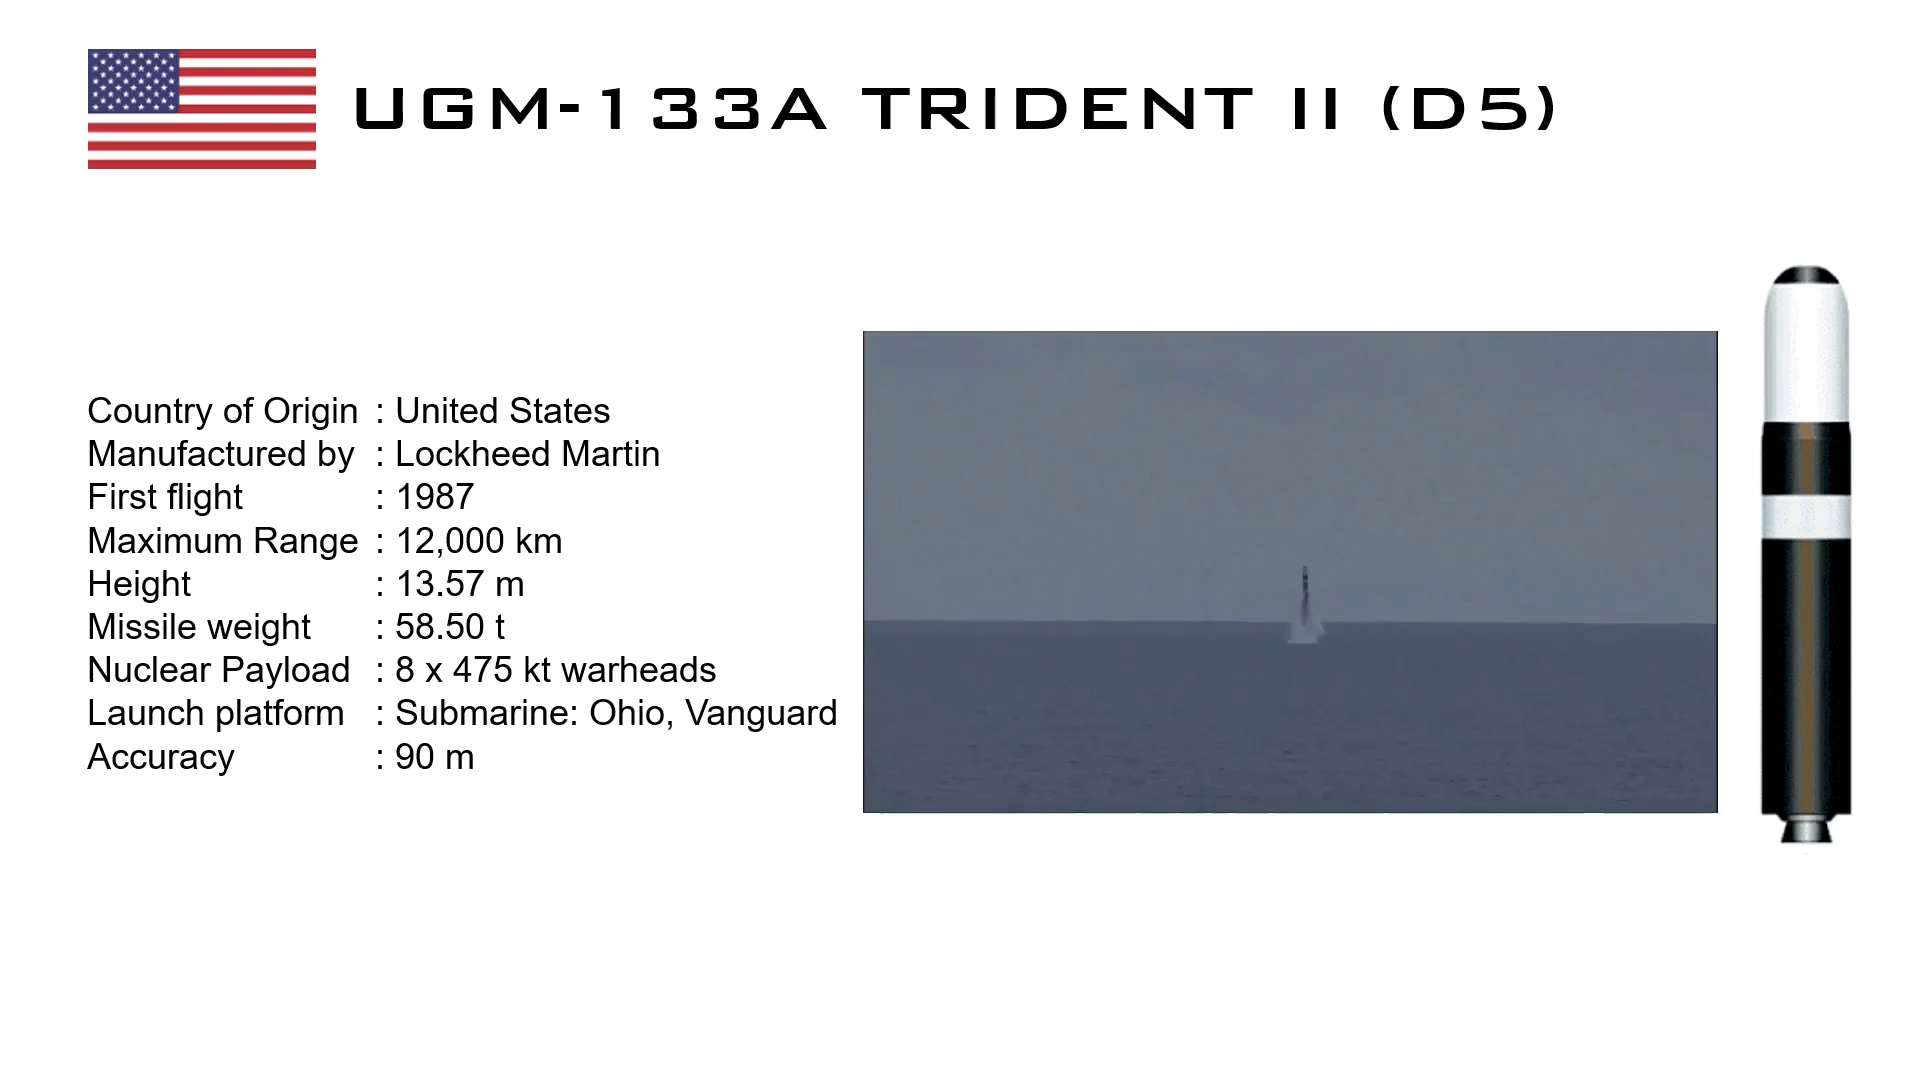 UGM-133A TRIDENT II (D5)
Country of Origin : United States
Manufactured by : Lockheed Martin
First flight : 1987
Maximum Range : 12,000 km
Height : 13.57 m
Missile weight : 58.50 t
Nuclear Payload : 8 x 475 kt warheads
Launch platform : Submarine: Ohio, Vanguard
Accuracy : 90 m